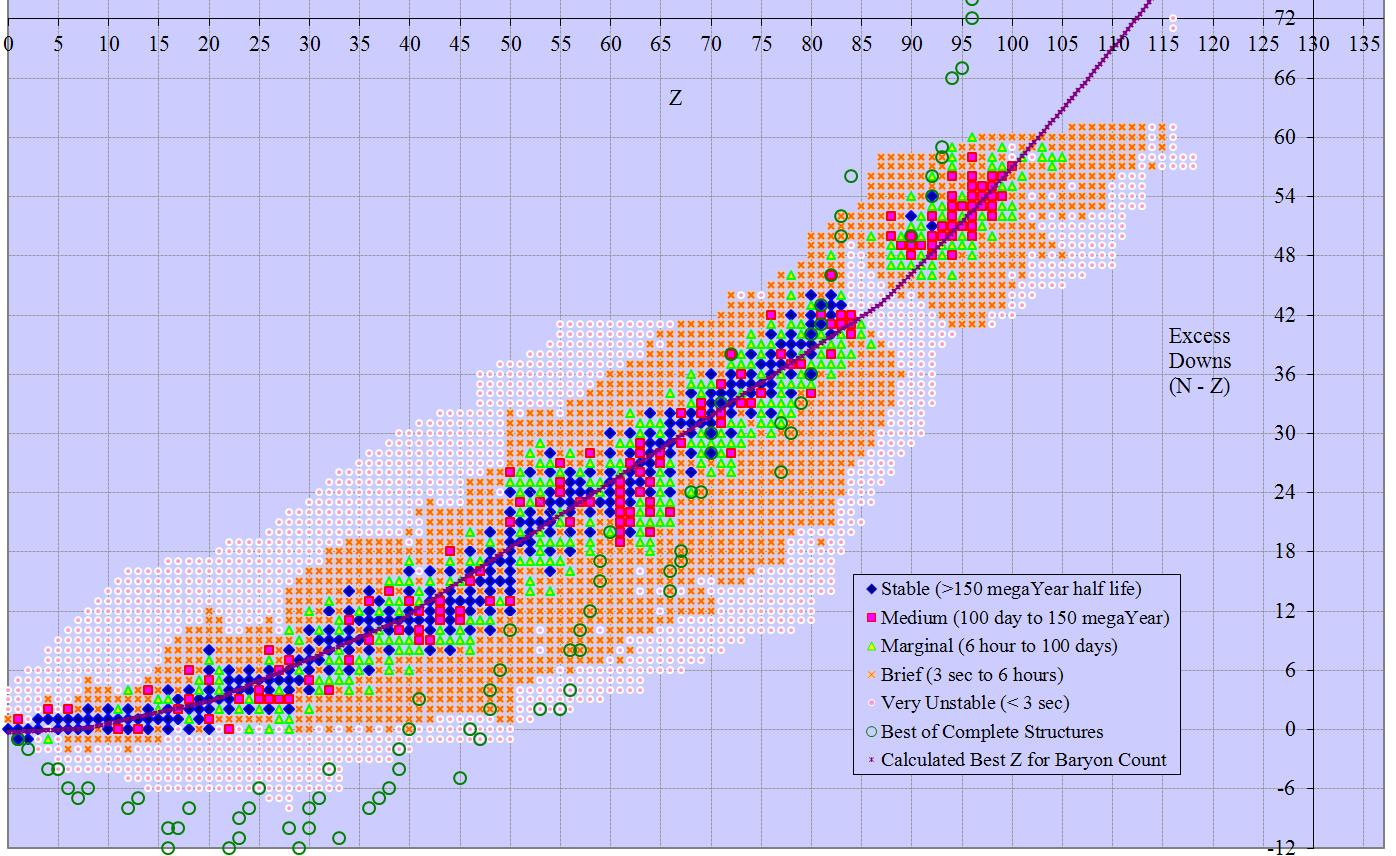 72
0 5 10 15 20 25 30 35 40 45 50 55 60 65 70 75 80 85 90 95 100 105 110 115 120 125 130 135
66
Z
60
54
48
42
Excess
Downs
(N - Z)
36
30
24
18
Stable (>150 megaYear half life)
12
Medium (100 day to 150 megaYear)
Marginal (6 hour to 100 days)
6
Brief (3 sec to 6 hours)
Very Unstable (< 3 sec)
0
Best of Complete Structures
Calculated Best Z for Baryon Count
-6
-12